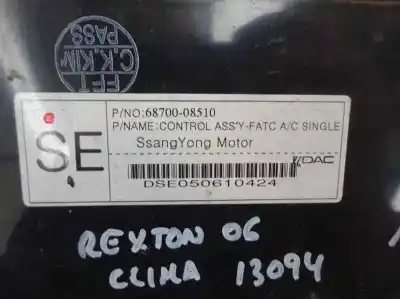 FFT
C.K.KIM
PASS
P/NO:68700-08510
P/NAME:CONTROL ASS'Y-FATC A/C SINGLE
SE
SsangYong Motor
DAC
DSE050610424
REXTON 06
CLIMA 13094